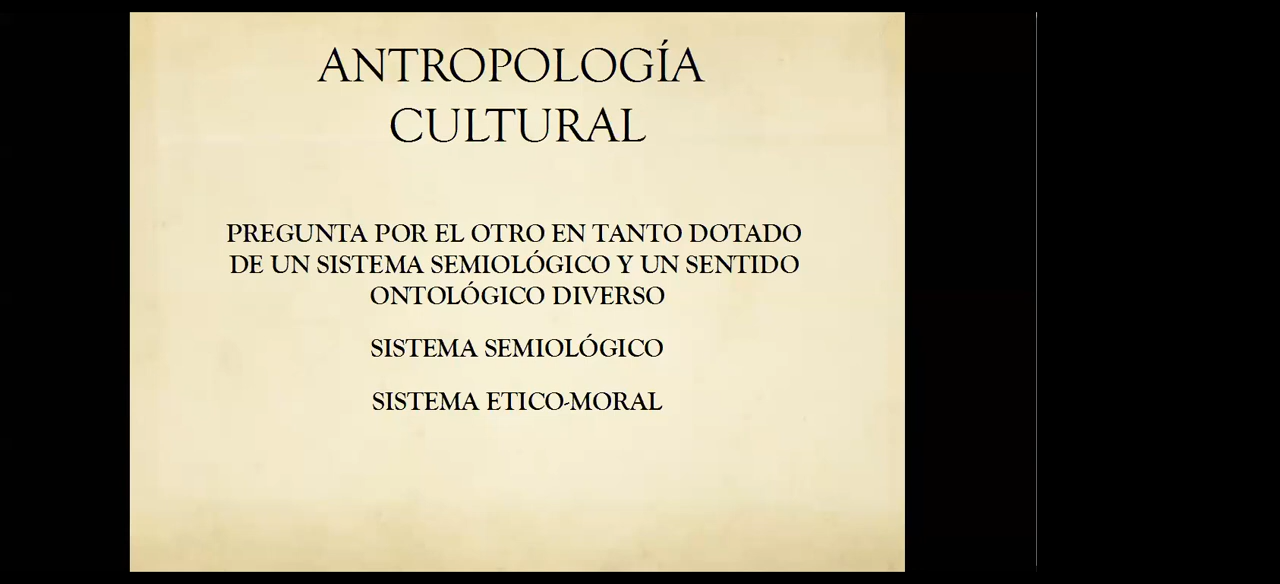 ANTROPOLOGÍA
CULTURAL
PREGUNTA POR EL OTRO EN TANTO DOTADO
DE UN SISTEMA SEMIOLÓGICO Y UN SENTIDO
ONTOLÓGICO DIVERSO
SISTEMA SEMIOLÓGICO
SISTEMA ETICO-MORAL